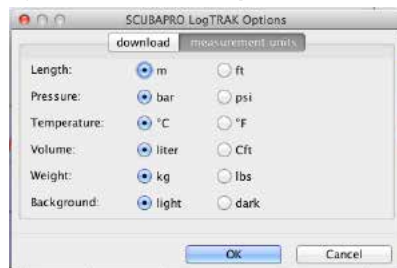 SCUBAPRO LogTRAK Options
download measurement units
Length: m ft
Pressure: bar psi
Temperature: °C °F
Volume: liter Cft
Weight: kg lbs
Background: light dark
OK Cancel